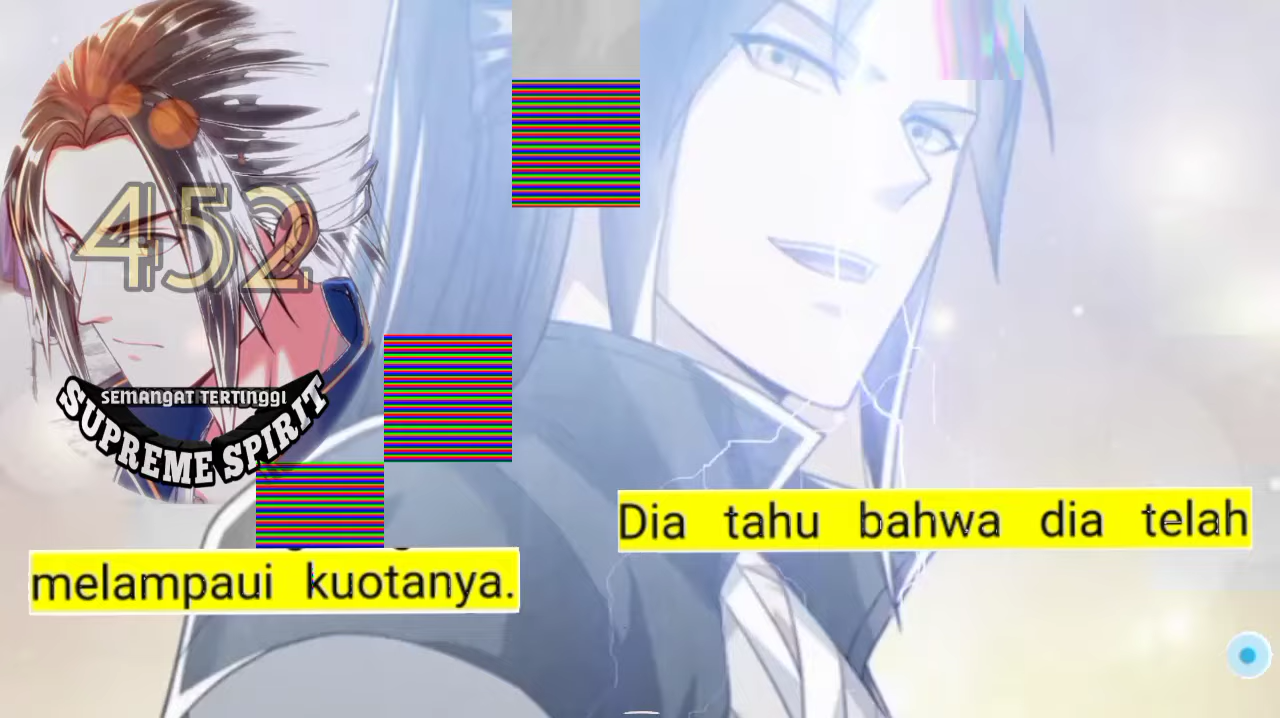 452
SEMANGAT TERTINGGI
SUPREME SPIRIT
Dia tahu bahwa dia telah
melampaui kuotanya.